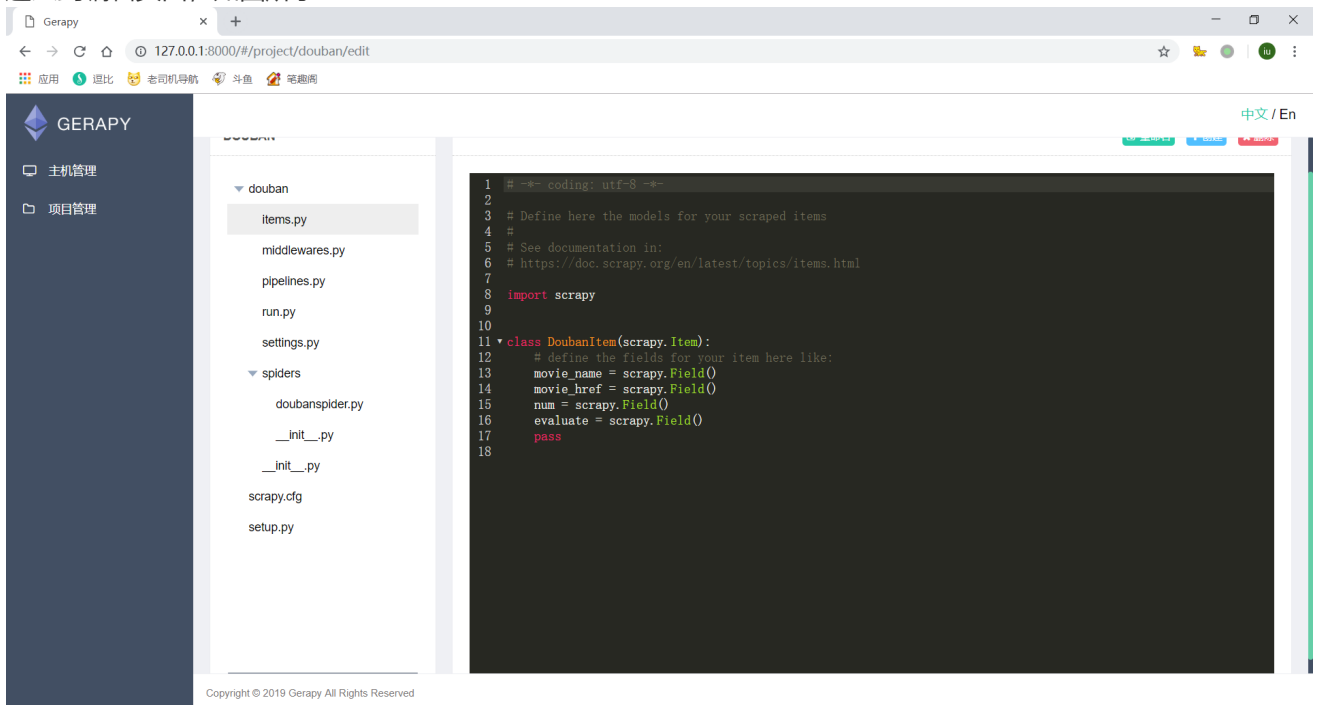 Gerapy
127.0.0.1:8000/#/project/douban/edit
iu
应用 逗比 老司机导航 斗鱼 笔趣阁
GERAPY
中文 / En
主机管理
项目管理
DOUBAN
douban
items.py
middlewares.py
pipelines.py
run.py
settings.py
spiders
doubanspider.py
__init__.py
__init__.py
scrapy.cfg
setup.py
1 # -*- coding: utf-8 -*-
2
3 # Define here the models for your scraped items
4 #
5 # See documentation in:
6 # https://doc.scrapy.org/en/latest/topics/items.html
7
8 import scrapy
9
10
11 class DoubanItem(scrapy.Item):
12     # define the fields for your item here like:
13     movie_name = scrapy.Field()
14     movie_href = scrapy.Field()
15     num = scrapy.Field()
16     evaluate = scrapy.Field()
17     pass
18
Copyright © 2019 Gerapy All Rights Reserved